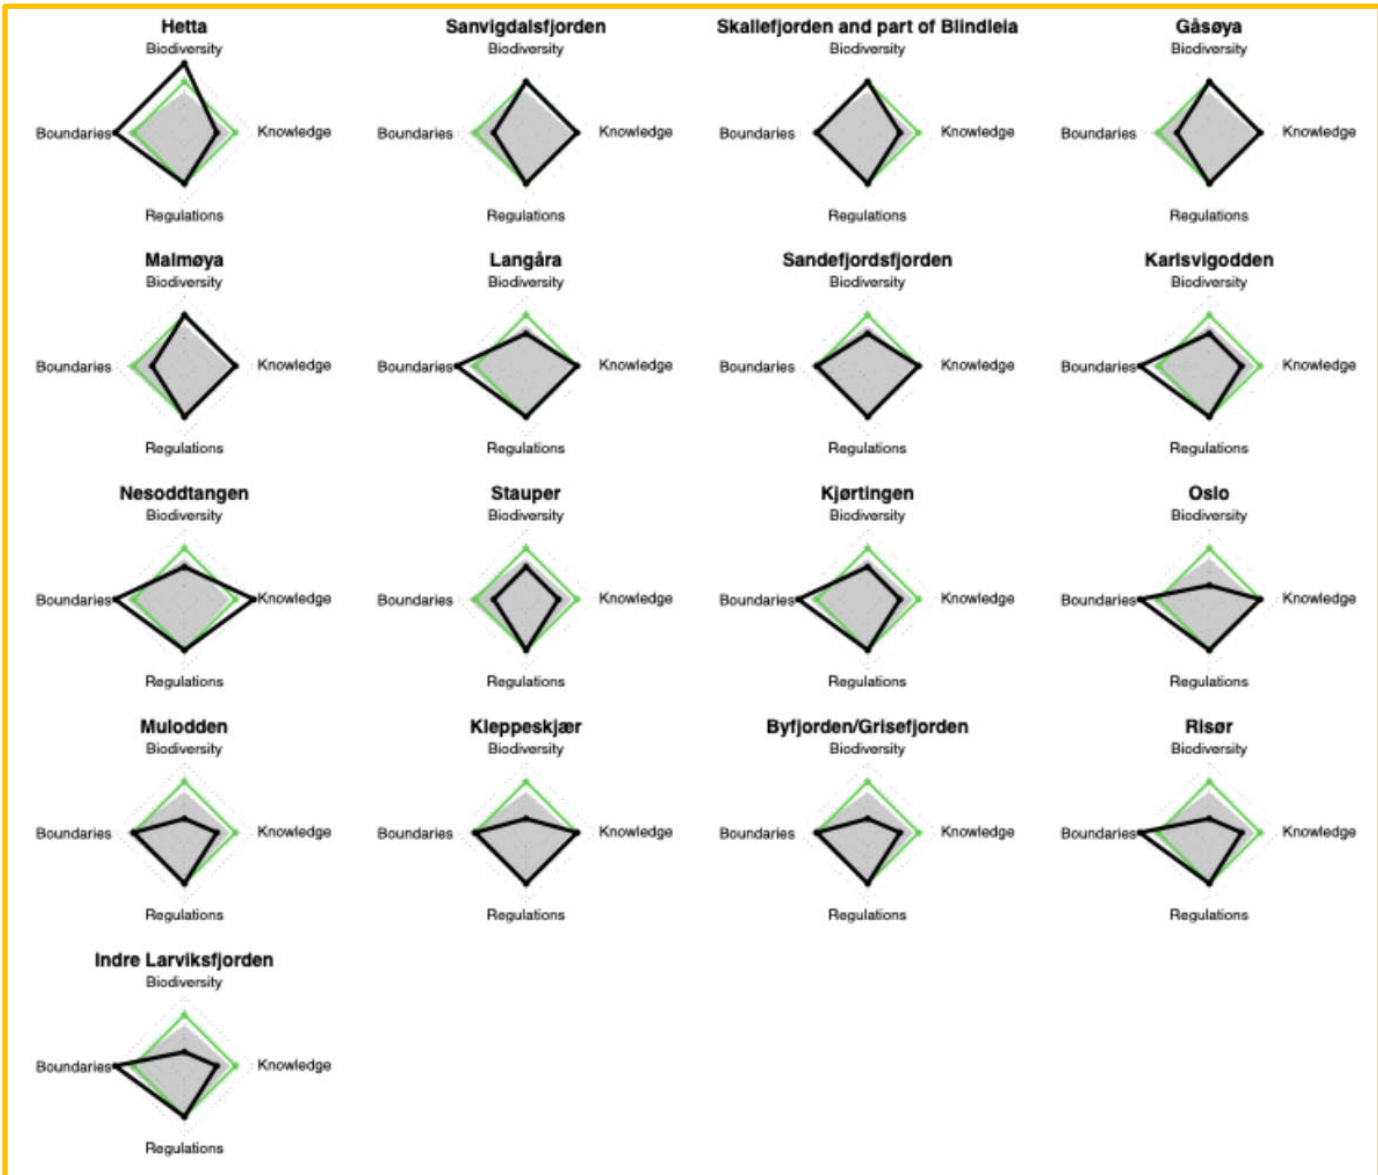 Hetta
Biodiversity
Boundaries
Knowledge
Regulations
Sanvigdalsfjorden
Biodiversity
Boundaries
Knowledge
Regulations
Skallefjorden and part of Blindleia
Biodiversity
Boundaries
Knowledge
Regulations
Gåsøya
Biodiversity
Boundaries
Knowledge
Regulations
Malmøya
Biodiversity
Boundaries
Knowledge
Regulations
Langåra
Biodiversity
Boundaries
Knowledge
Regulations
Sandefjordsfjorden
Biodiversity
Boundaries
Knowledge
Regulations
Karlsvigodden
Biodiversity
Boundaries
Knowledge
Regulations
Nesoddtangen
Biodiversity
Boundaries
Knowledge
Regulations
Stauper
Biodiversity
Boundaries
Knowledge
Regulations
Kjørtingen
Biodiversity
Boundaries
Knowledge
Regulations
Oslo
Biodiversity
Boundaries
Knowledge
Regulations
Mulodden
Biodiversity
Boundaries
Knowledge
Regulations
Kleppeskjær
Biodiversity
Boundaries
Knowledge
Regulations
Byfjorden/Grisefjorden
Biodiversity
Boundaries
Knowledge
Regulations
Risør
Biodiversity
Boundaries
Knowledge
Regulations
Indre Larviksfjorden
Biodiversity
Boundaries
Knowledge
Regulations